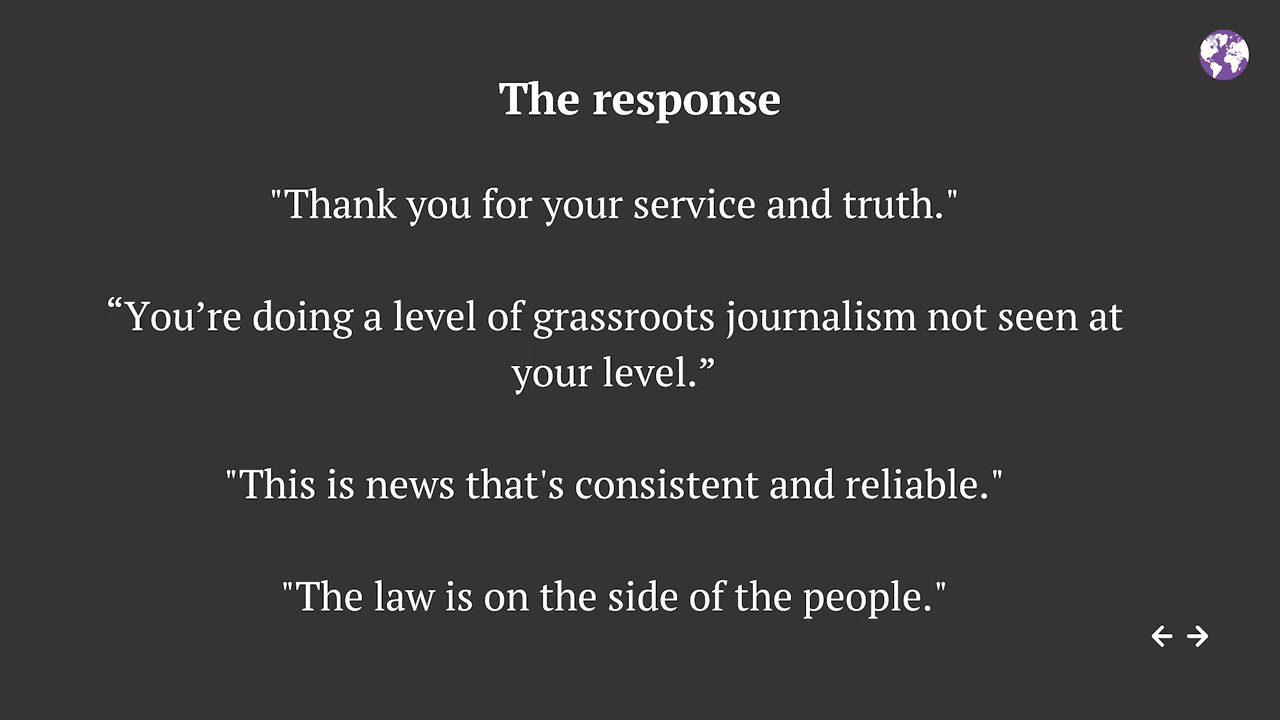 The response
"Thank you for your service and truth."
“You’re doing a level of grassroots journalism not seen at
your level.”
"This is news that's consistent and reliable."
"The law is on the side of the people."